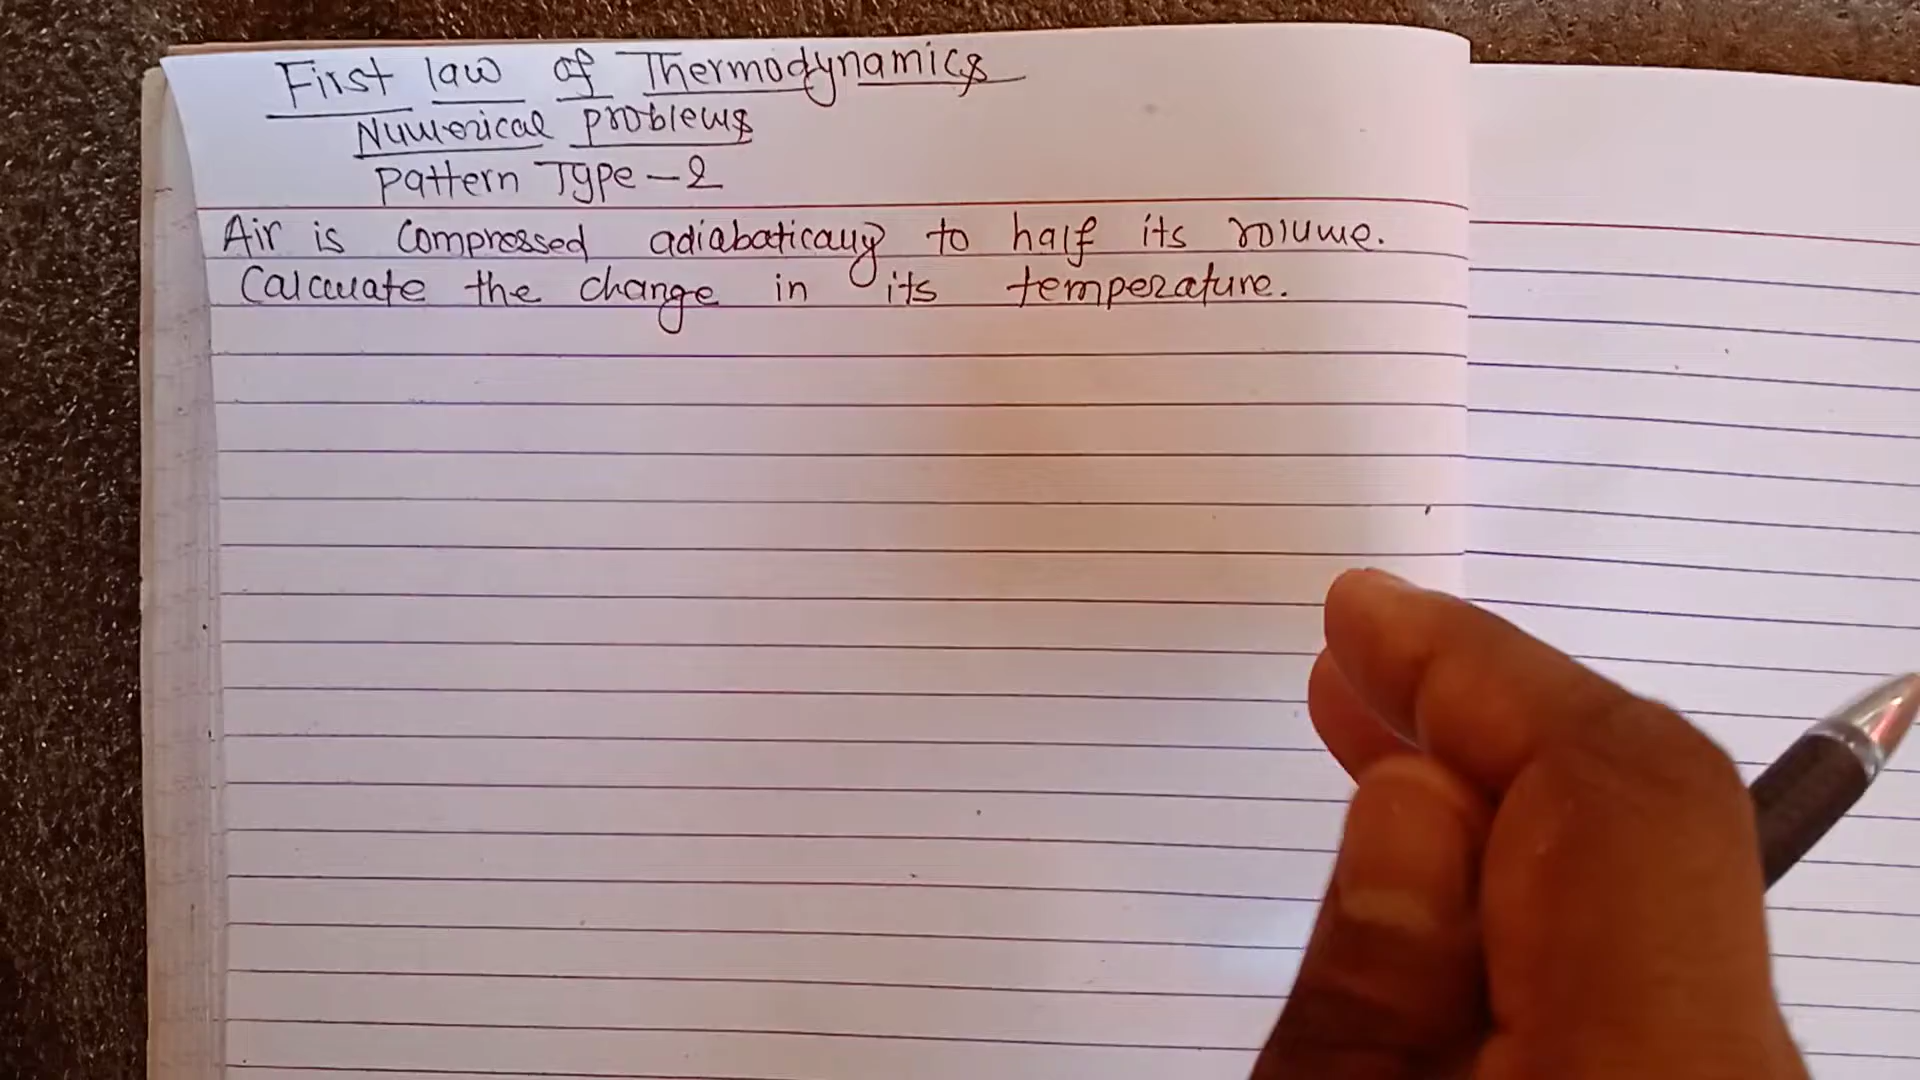 First law of Thermodynamics
Numerical problems
Pattern Type-2
Air is compressed adiabatically to half its volume.
Calculate the change in its temperature.